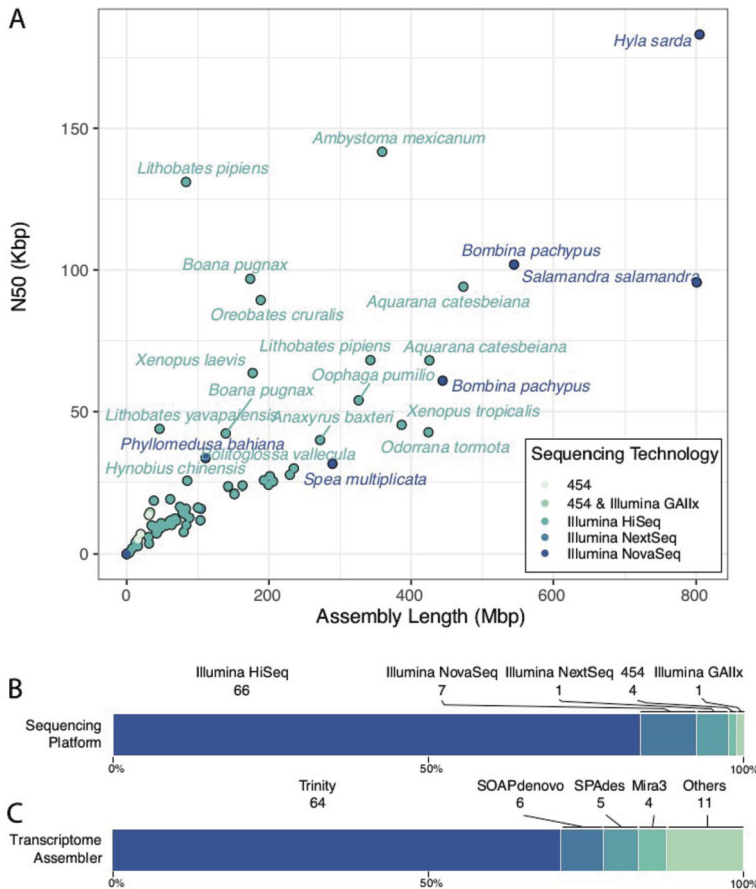 A
Hyla sarda
Ambystoma mexicanum
Lithobates pipiens
Bombina pachypus
Boana pugnax
Salamandra salamandra
Aquarana catesbeiana
Oreobates cruralis
Lithobates pipiens
Aquarana catesbeiana
Xenopus laevis
Oophaga pumilio
Bombina pachypus
Boana pugnax
Lithobates yavapaiensis
Anaxyrus baxteri
Xenopus tropicalis
Phyllomedusa bahiana
Odorrana tormota
Bolitoglossa vallecula
Hynobius chinensis
Spea multiplicata
N50 (Kbp)
150
100
50
0
0
200
400
600
800
Assembly Length (Mbp)
Sequencing Technology
454
454 & Illumina GAIIx
Illumina HiSeq
Illumina NextSeq
Illumina NovaSeq
B
Illumina HiSeq
66
Illumina NovaSeq
7
Illumina NextSeq
1
454
4
Illumina GAIIx
1
Sequencing
Platform
0%
50%
100%
C
Trinity
64
SOAPdenovo
6
SPAdes
5
Mira3
4
Others
11
Transcriptome
Assembler
0%
50%
100%